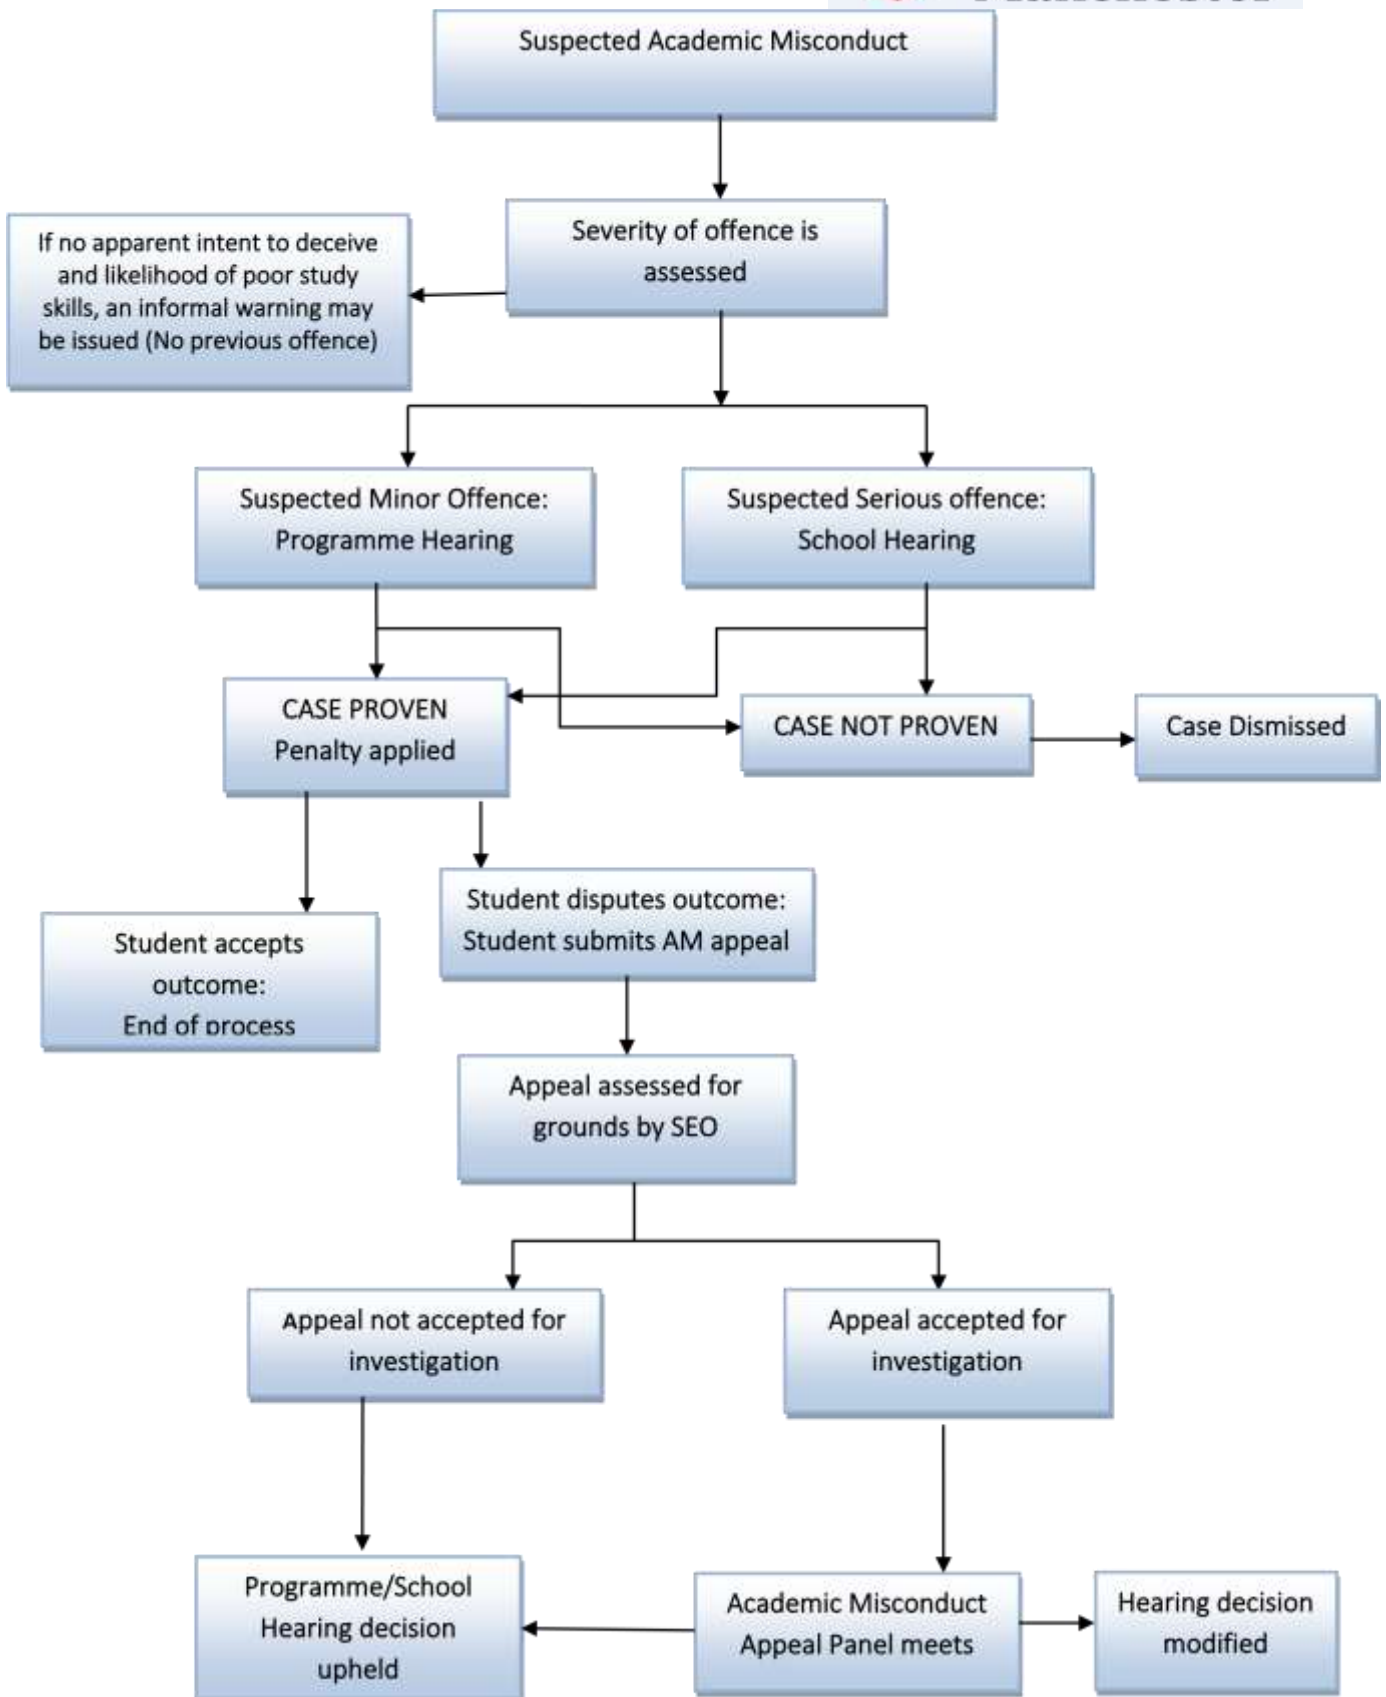 Suspected Academic Misconduct
Severity of offence is
assessed
If no apparent intent to deceive
and likelihood of poor study
skills, an informal warning may
be issued (No previous offence)
Suspected Minor Offence:
Programme Hearing
Suspected Serious offence:
School Hearing
CASE PROVEN
Penalty applied
CASE NOT PROVEN
Case Dismissed
Student accepts
outcome:
End of process
Student disputes outcome:
Student submits AM appeal
Appeal assessed for
grounds by SEO
Appeal not accepted for
investigation
Appeal accepted for
investigation
Programme/School
Hearing decision
upheld
Academic Misconduct
Appeal Panel meets
Hearing decision
modified